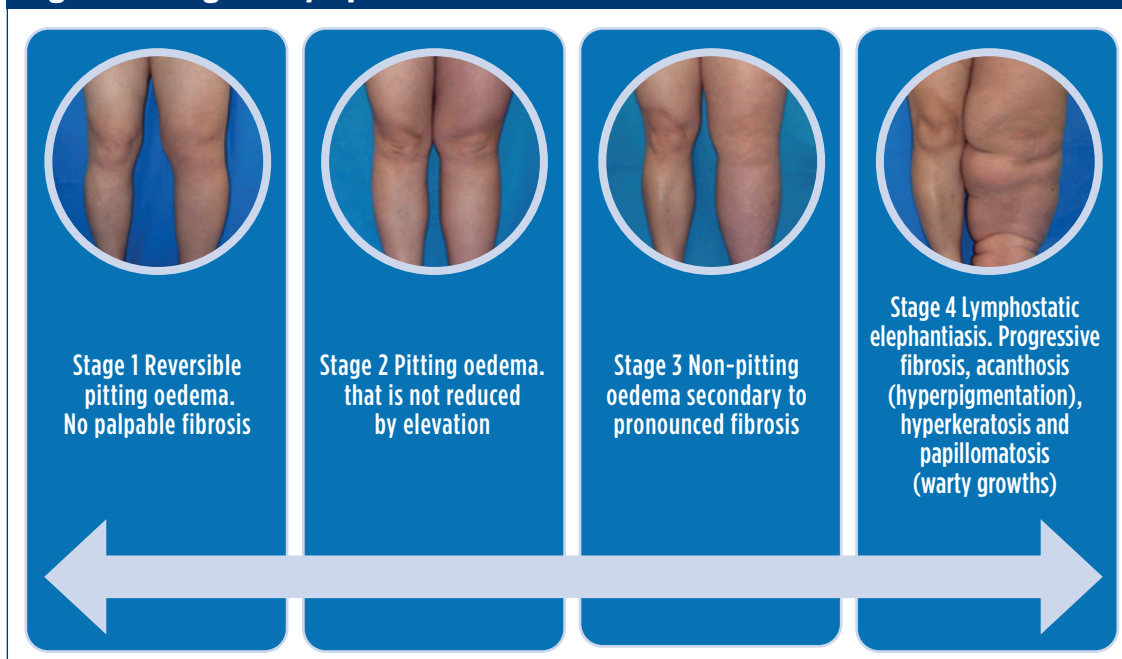 Stage 1 Reversible
pitting oedema.
No palpable fibrosis
Stage 2 Pitting oedema.
that is not reduced
by elevation
Stage 3 Non-pitting
oedema secondary to
pronounced fibrosis
Stage 4 Lymphostatic
elephantiasis. Progressive
fibrosis, acanthosis
(hyperpigmentation),
hyperkeratosis and
papillomatosis
(warty growths)